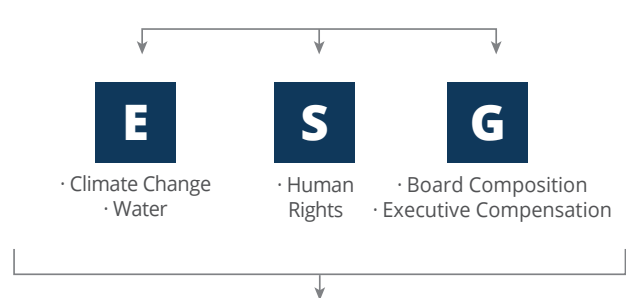 E
S
G
· Climate Change
· Water
· Human
Rights
· Board Composition
· Executive Compensation